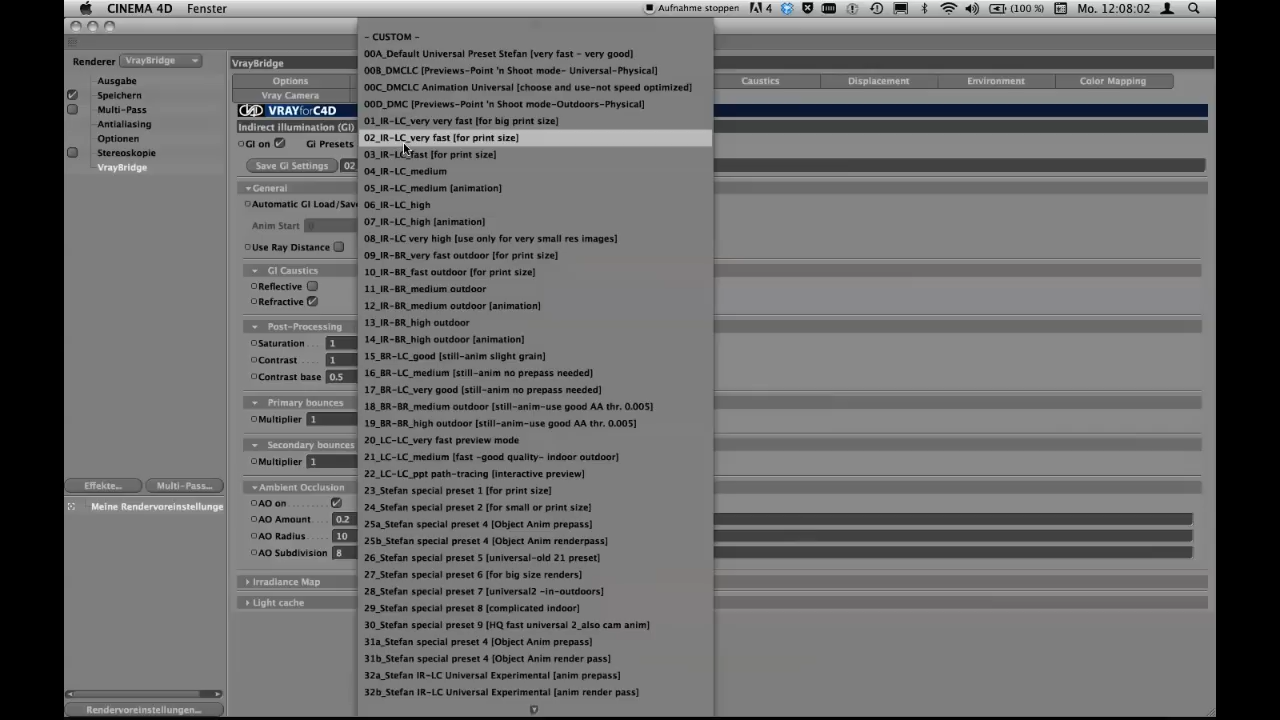 CINEMA 4D Fenster
Aufnahme stoppen
4
(100 %)
Mo. 12:08:02
Renderer VrayBridge
Ausgabe
Speichern
Multi-Pass
Antialiasing
Optionen
Stereoskopie
VrayBridge
Effekte...
Multi-Pass...
Meine Rendervoreinstellunge
Rendervoreinstellungen...
VrayBridge
Options
Caustics
Displacement
Environment
Color Mapping
Vray Camera
VRAYforC4D
Indirect illumination (GI)
GI on
GI Presets
Save GI Settings
02
General
Automatic GI Load/Save
Anim Start
0
Use Ray Distance
GI Caustics
Reflective
Refractive
Post-Processing
Saturation 1
Contrast 1
Contrast base 0.5
Primary bounces
Multiplier 1
Secondary bounces
Multiplier 1
Ambient Occlusion
AO on
AO Amount 0.2
AO Radius 10
AO Subdivision 8
Irradiance Map
Light cache
- CUSTOM -
00A_Default Universal Preset Stefan [very fast - very good]
00B_DMCLC [Previews-Point 'n Shoot mode- Universal-Physical]
00C_DMCLC Animation Universal [choose and use-not speed optimized]
00D_DMC [Previews-Point 'n Shoot mode-Outdoors-Physical]
01_IR-LC_very very fast [for big print size]
02_IR-LC_very fast [for print size]
03_IR-LC_fast [for print size]
04_IR-LC_medium
05_IR-LC_medium [animation]
06_IR-LC_high
07_IR-LC_high [animation]
08_IR-LC very high [use only for very small res images]
09_IR-BR_very fast outdoor [for print size]
10_IR-BR_fast outdoor [for print size]
11_IR-BR_medium outdoor
12_IR-BR_medium outdoor [animation]
13_IR-BR_high outdoor
14_IR-BR_high outdoor [animation]
15_BR-LC_good [still-anim slight grain]
16_BR-LC_medium [still-anim no prepass needed]
17_BR-LC_very good [still-anim no prepass needed]
18_BR-BR_medium outdoor [still-anim-use good AA thr. 0.005]
19_BR-BR_high outdoor [still-anim-use good AA thr. 0.005]
20_LC-LC_very fast preview mode
21_LC-LC_medium [fast -good quality- indoor outdoor]
22_LC-LC_ppt path-tracing [interactive preview]
23_Stefan special preset 1 [for print size]
24_Stefan special preset 2 [for small or print size]
25a_Stefan special preset 4 [Object Anim prepass]
25b_Stefan special preset 4 [Object Anim renderpass]
26_Stefan special preset 5 [universal-old 21 preset]
27_Stefan special preset 6 [for big size renders]
28_Stefan special preset 7 [universal2 -in-outdoors]
29_Stefan special preset 8 [complicated indoor]
30_Stefan special preset 9 [HQ fast universal 2_also cam anim]
31a_Stefan special preset 4 [Object Anim prepass]
31b_Stefan special preset 4 [Object Anim render pass]
32a_Stefan IR-LC Universal Experimental [anim prepass]
32b_Stefan IR-LC Universal Experimental [anim render pass]